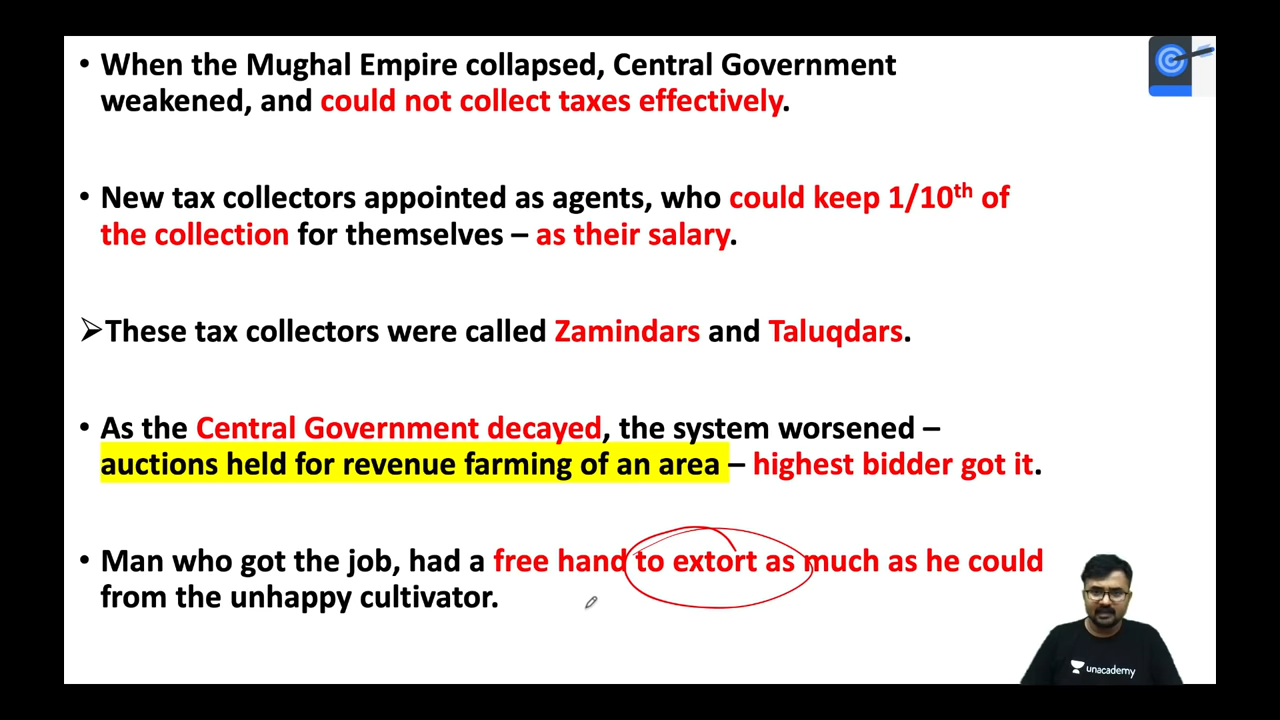 • When the Mughal Empire collapsed, Central Government
weakened, and could not collect taxes effectively.
• New tax collectors appointed as agents, who could keep 1/10th of
the collection for themselves – as their salary.
➢These tax collectors were called Zamindars and Taluqdars.
• As the Central Government decayed, the system worsened –
auctions held for revenue farming of an area – highest bidder got it.
• Man who got the job, had a free hand to extort as much as he could
from the unhappy cultivator.
unacademy